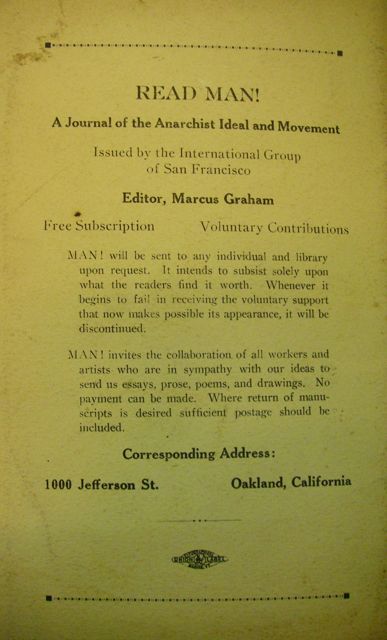 READ MAN!
A Journal of the Anarchist Ideal and Movement
Issued by the International Group
of San Francisco
Editor, Marcus Graham
Free Subscription Voluntary Contributions
MAN! will be sent to any individual and library
upon request. It intends to subsist solely upon
what the readers find it worth. Whenever it
begins to fail in receiving the voluntary support
that now makes possible its appearance, it will be
discontinued.
MAN! invites the collaboration of all workers and
artists who are in sympathy with our ideas to
send us essays, prose, poems, and drawings. No
payment can be made. Where return of manu-
scripts is desired sufficient postage should be
included.
Corresponding Address:
1000 Jefferson St. Oakland, California
UNION LABEL